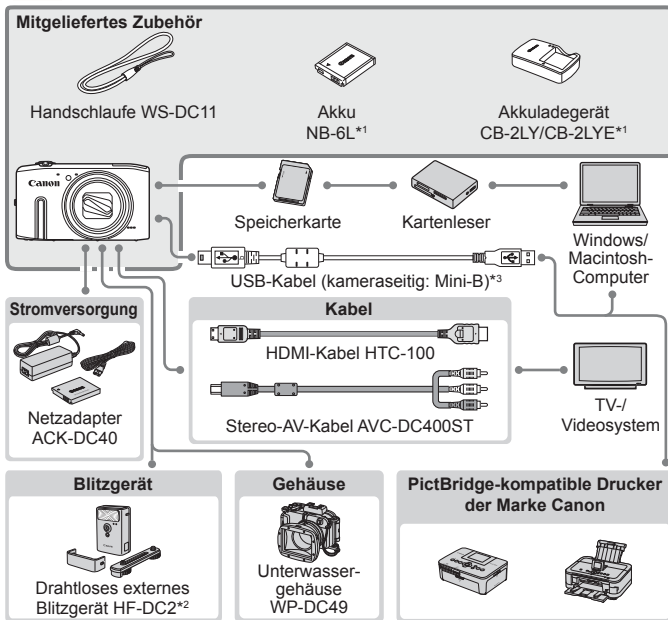 Mitgeliefertes Zubehör
Handschlaufe WS-DC11
Akku
NB-6L*1
Akkuladegerät
CB-2LY/CB-2LYE*1
Canon
Speicherkarte
Kartenleser
Windows/
Macintosh-
Computer
USB-Kabel (kameraseitig: Mini-B)*3
Stromversorgung
Netzadapter
ACK-DC40
Kabel
HDMI-Kabel HTC-100
Stereo-AV-Kabel AVC-DC400ST
TV-/
Videosystem
Blitzgerät
Drahtloses externes
Blitzgerät HF-DC2*2
Gehäuse
Unterwasser-
gehäuse
WP-DC49
PictBridge-kompatible Drucker
der Marke Canon